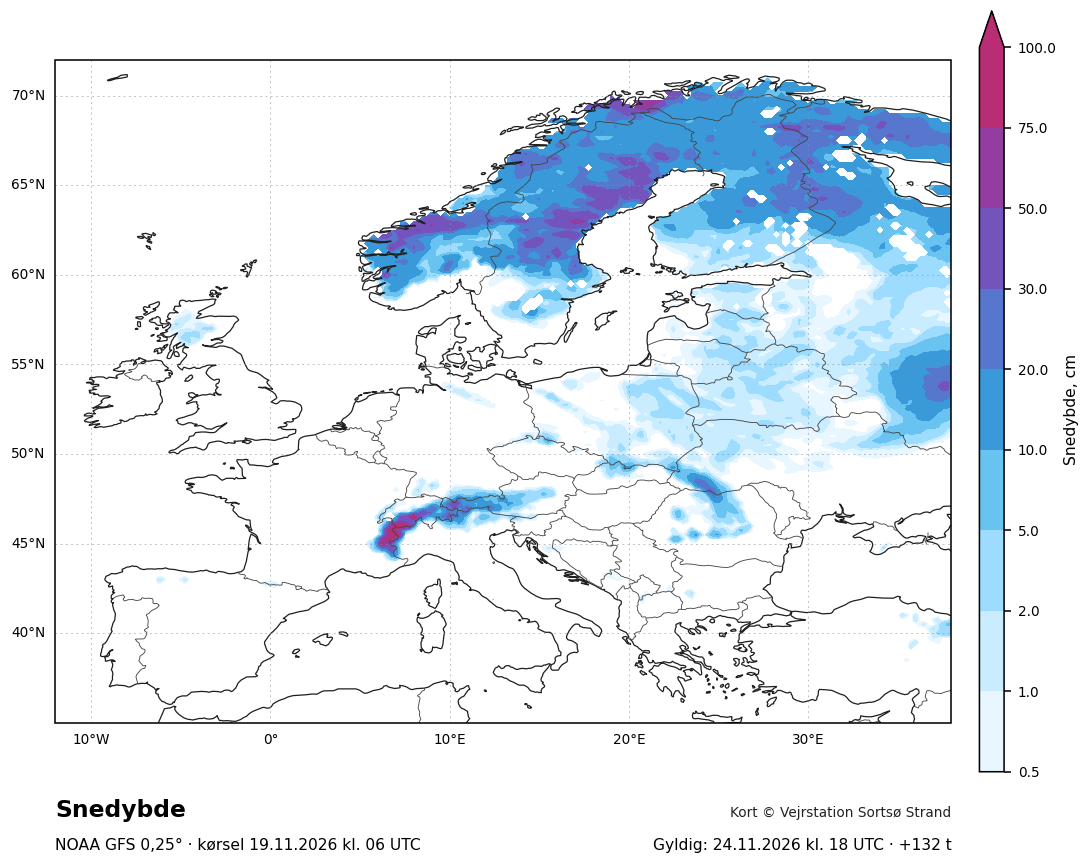 100.0
75.0
50.0
30.0
20.0
10.0
5.0
2.0
1.0
0.5
Snedybde, cm
70°N
65°N
60°N
55°N
50°N
45°N
40°N
10°W 0° 10°E 20°E 30°E
Snedybde
Kort © Vejrstation Sortsø Strand
NOAA GFS 0,25° · kørsel 19.11.2026 kl. 06 UTC
Gyldig: 24.11.2026 kl. 18 UTC · +132 t